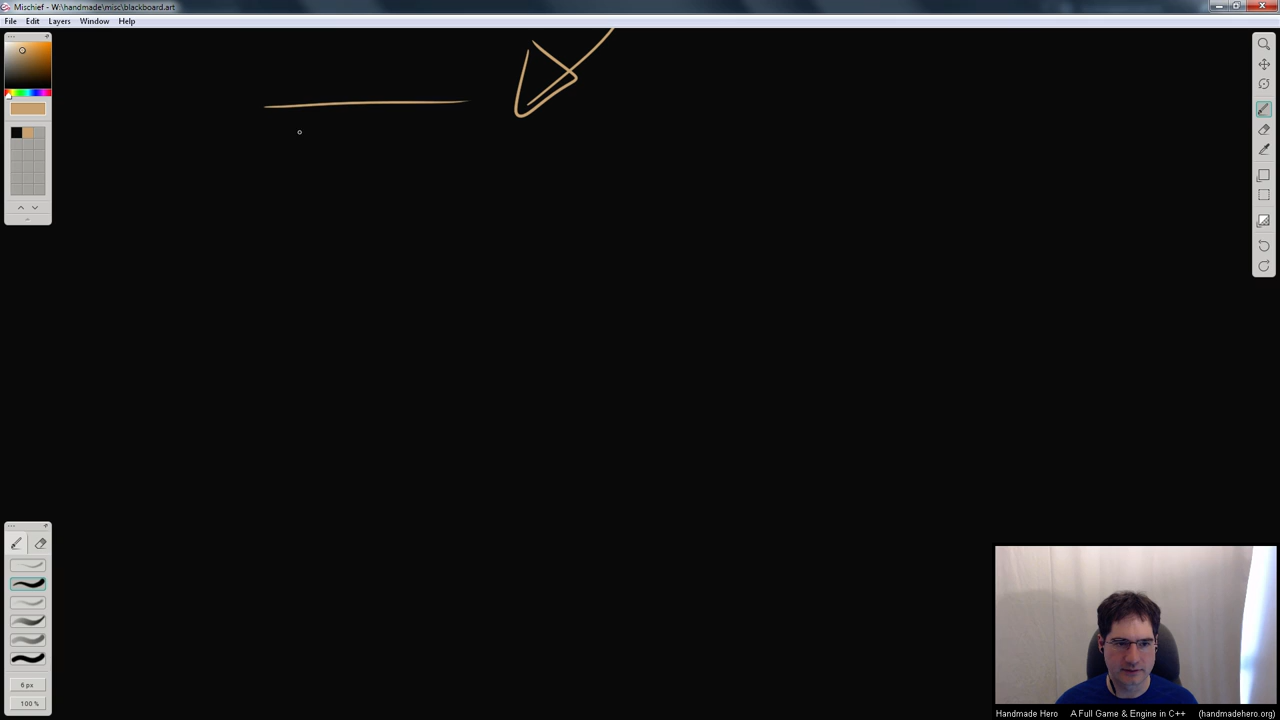 Mischief - W:\handmade\misc\blackboard.art
File Edit Layers Window Help
6 px
100 %
Handmade Hero A Full Game & Engine in C++ (handmadehero.org)